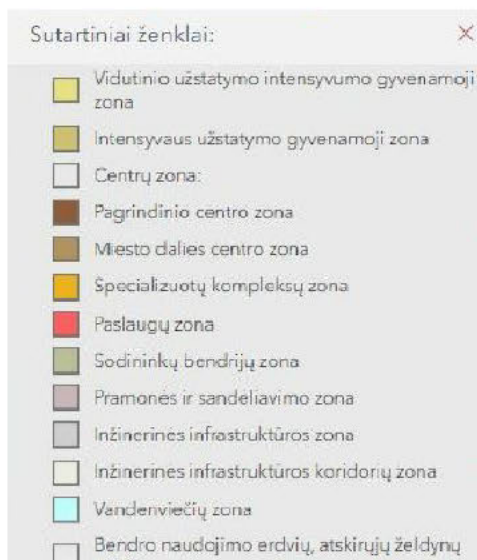 Sutartiniai ženklai:
Vidutinio užstatymo intensyvumo gyvenamoji
zona
Intensyvaus užstatymo gyvenamoji zona
Centrų zona:
Pagrindinio centro zona
Miesto dalies centro zona
Specializuotų kompleksų zona
Paslaugų zona
Sodininkų bendrijų zona
Pramonės ir sandėliavimo zona
Inžinerinės infrastruktūros zona
Inžinerinės infrastruktūros koridorių zona
Vandenviečių zona
Bendro naudojimo erdvių, atskirųjų želdynų